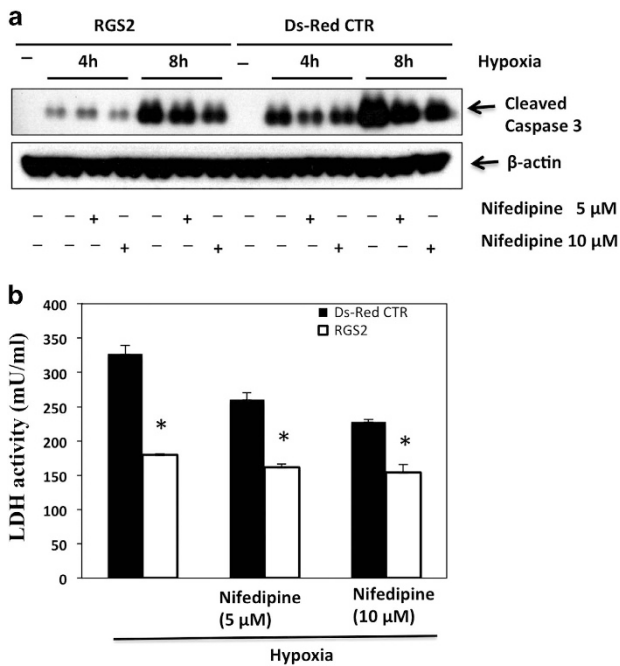 a
RGS2 Ds-Red CTR
– 4h 8h – 4h 8h Hypoxia
Cleaved
Caspase 3
β-actin
– – + – – + – – – + – – + – Nifedipine 5 μM
– – – + – – + – – – + – – + Nifedipine 10 μM
b
LDH activity (mU/ml)
400
350
300
250
200
150
100
50
0
Ds-Red CTR
RGS2
* * *
Nifedipine Nifedipine
(5 μM) (10 μM)
Hypoxia